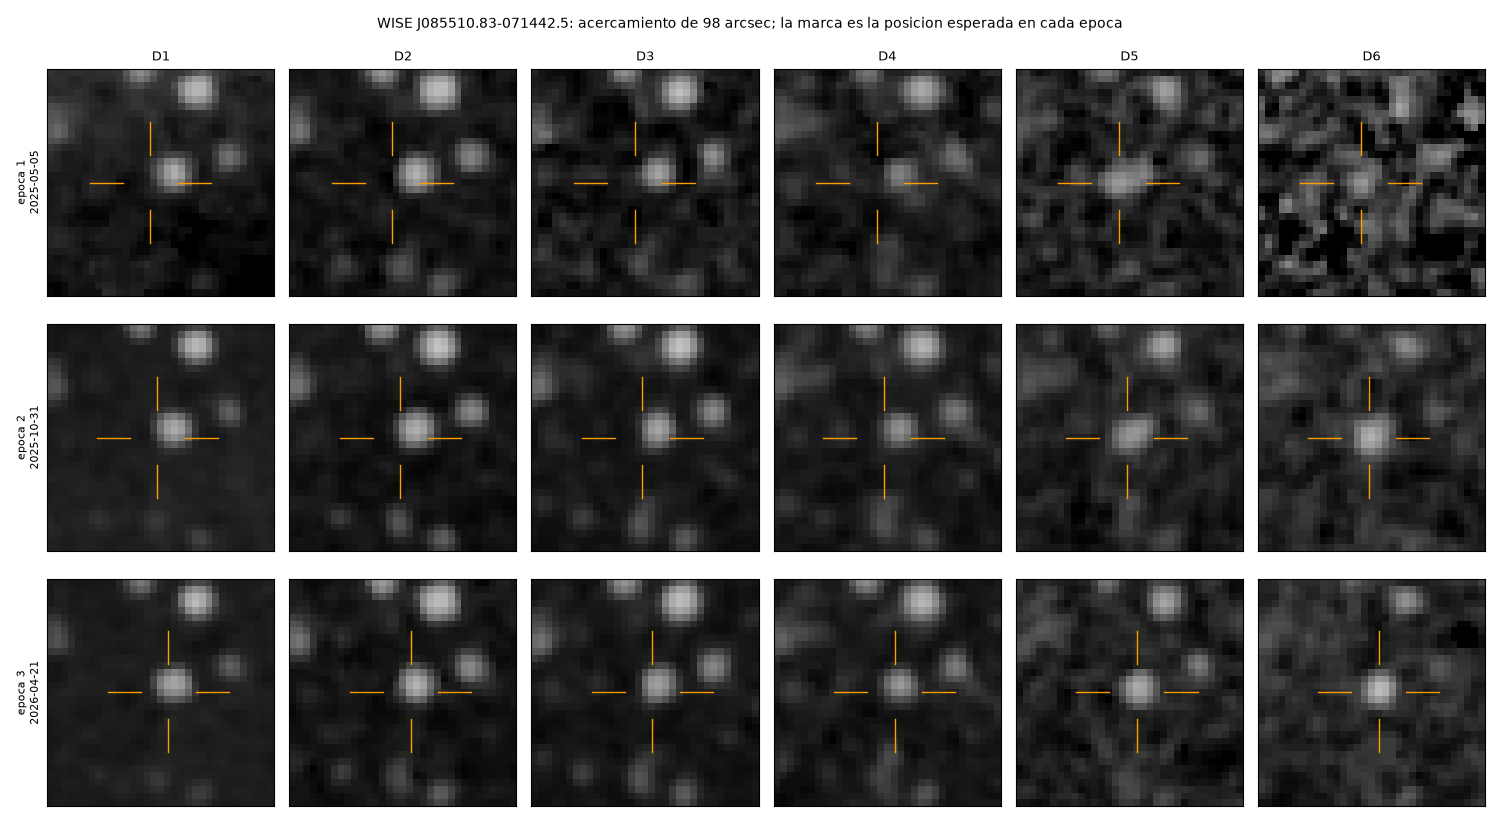 WISE J085510.83-071442.5: acercamiento de 98 arcsec; la marca es la posicion esperada en cada epoca
D1 D2 D3 D4 D5 D6
epoca 1
2025-05-05
epoca 2
2025-10-31
epoca 3
2026-04-21